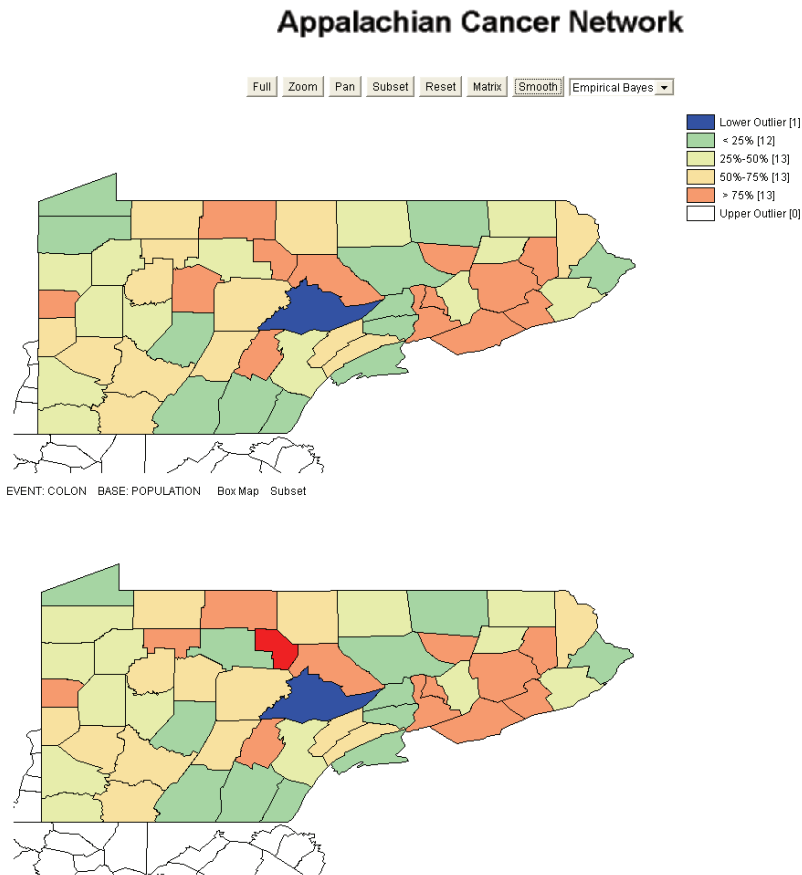 Appalachian Cancer Network
Full Zoom Pan Subset Reset Matrix Smooth Empirical Bayes
Lower Outlier [1]
< 25% [12]
25%-50% [13]
50%-75% [13]
> 75% [13]
Upper Outlier [0]
EVENT: COLON BASE: POPULATION Box Map Subset